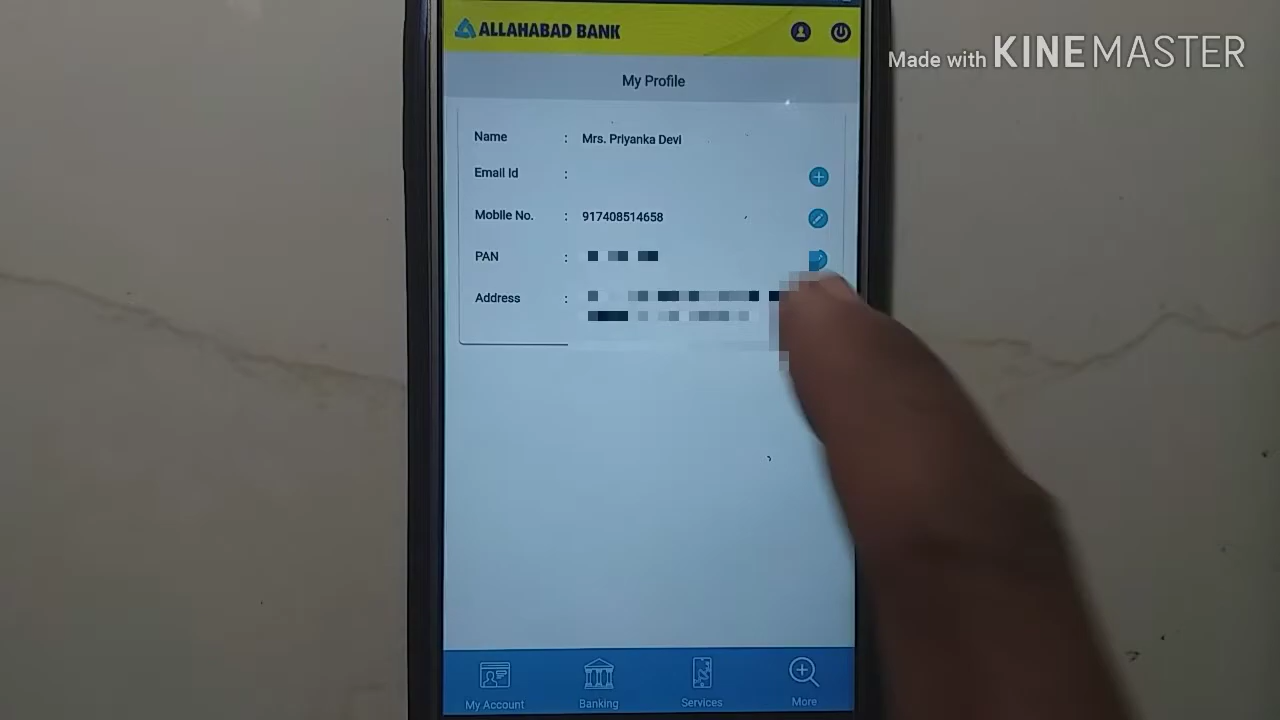 ALLAHABAD BANK
Made with KINEMASTER
My Profile
Name : Mrs. Priyanka Devi
Email Id :
Mobile No. : 917408514658
PAN :
Address :
My Account Banking Services More